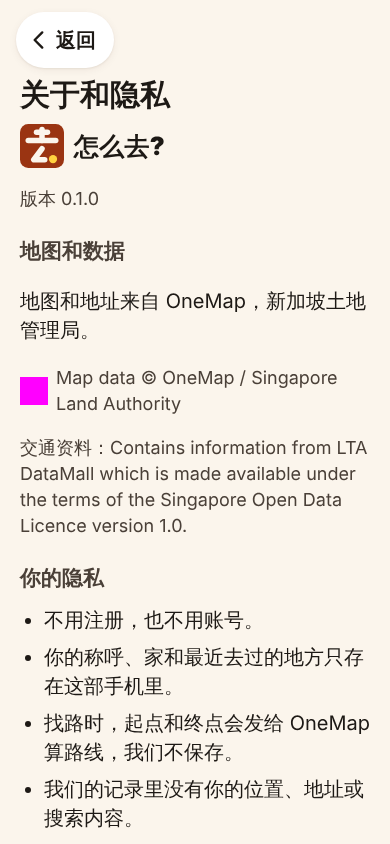 返回
关于和隐私
去
怎么去?
版本 0.1.0
地图和数据
地图和地址来自 OneMap，新加坡土地
管理局。
Map data © OneMap / Singapore
Land Authority
交通资料：Contains information from LTA
DataMall which is made available under
the terms of the Singapore Open Data
Licence version 1.0.
你的隐私
• 不用注册，也不用账号。
• 你的称呼、家和最近去过的地方只存
在这部手机里。
• 找路时，起点和终点会发给 OneMap
算路线，我们不保存。
• 我们的记录里没有你的位置、地址或
搜索内容。